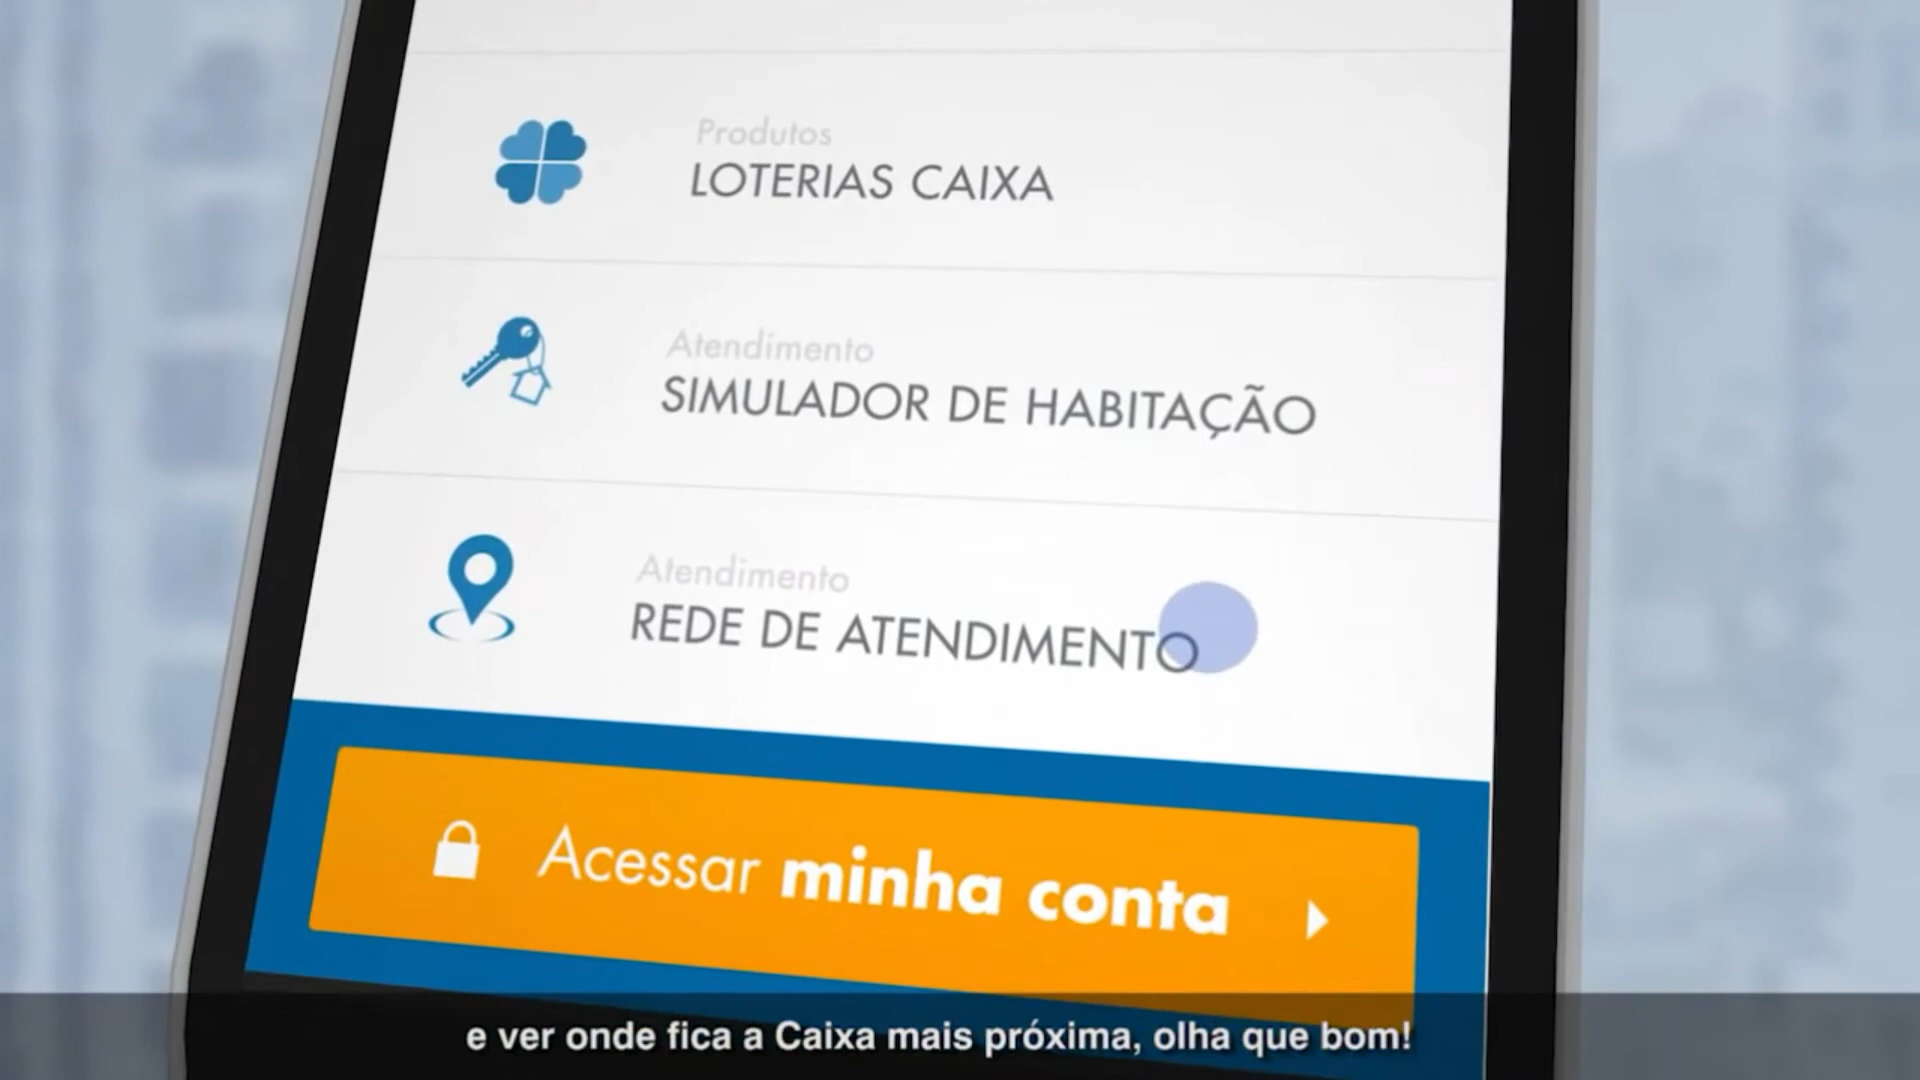 Produtos
LOTERIAS CAIXA
Atendimento
SIMULADOR DE HABITAÇÃO
Atendimento
REDE DE ATENDIMENTO
Acessar minha conta
e ver onde fica a Caixa mais próxima, olha que bom!